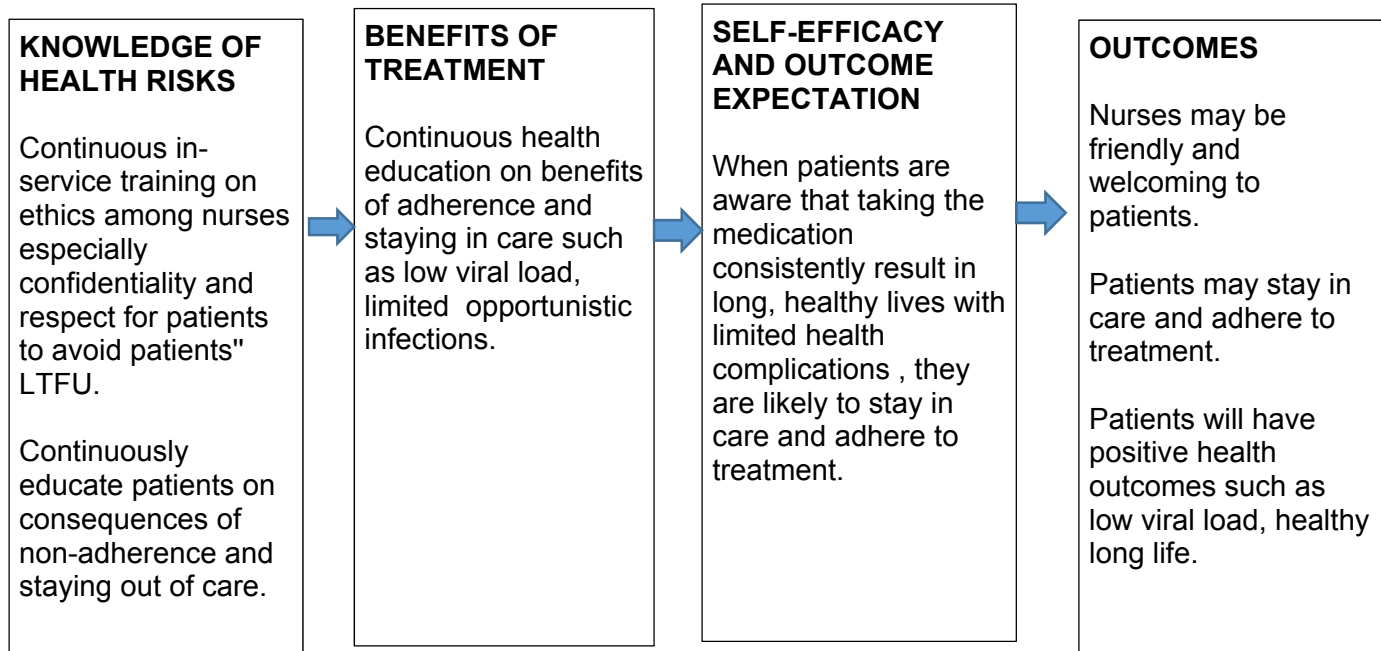 KNOWLEDGE OF
HEALTH RISKS
Continuous in-
service training on
ethics among nurses
especially
confidentiality and
respect for patients
to avoid patients"
LTFU.
Continuously
educate patients on
consequences of
non-adherence and
staying out of care.
BENEFITS OF
TREATMENT
Continuous health
education on benefits
of adherence and
staying in care such
as low viral load,
limited opportunistic
infections.
SELF-EFFICACY
AND OUTCOME
EXPECTATION
When patients are
aware that taking the
medication
consistently result in
long, healthy lives with
limited health
complications , they
are likely to stay in
care and adhere to
treatment.
OUTCOMES
Nurses may be
friendly and
welcoming to
patients.
Patients may stay in
care and adhere to
treatment.
Patients will have
positive health
outcomes such as
low viral load, healthy
long life.